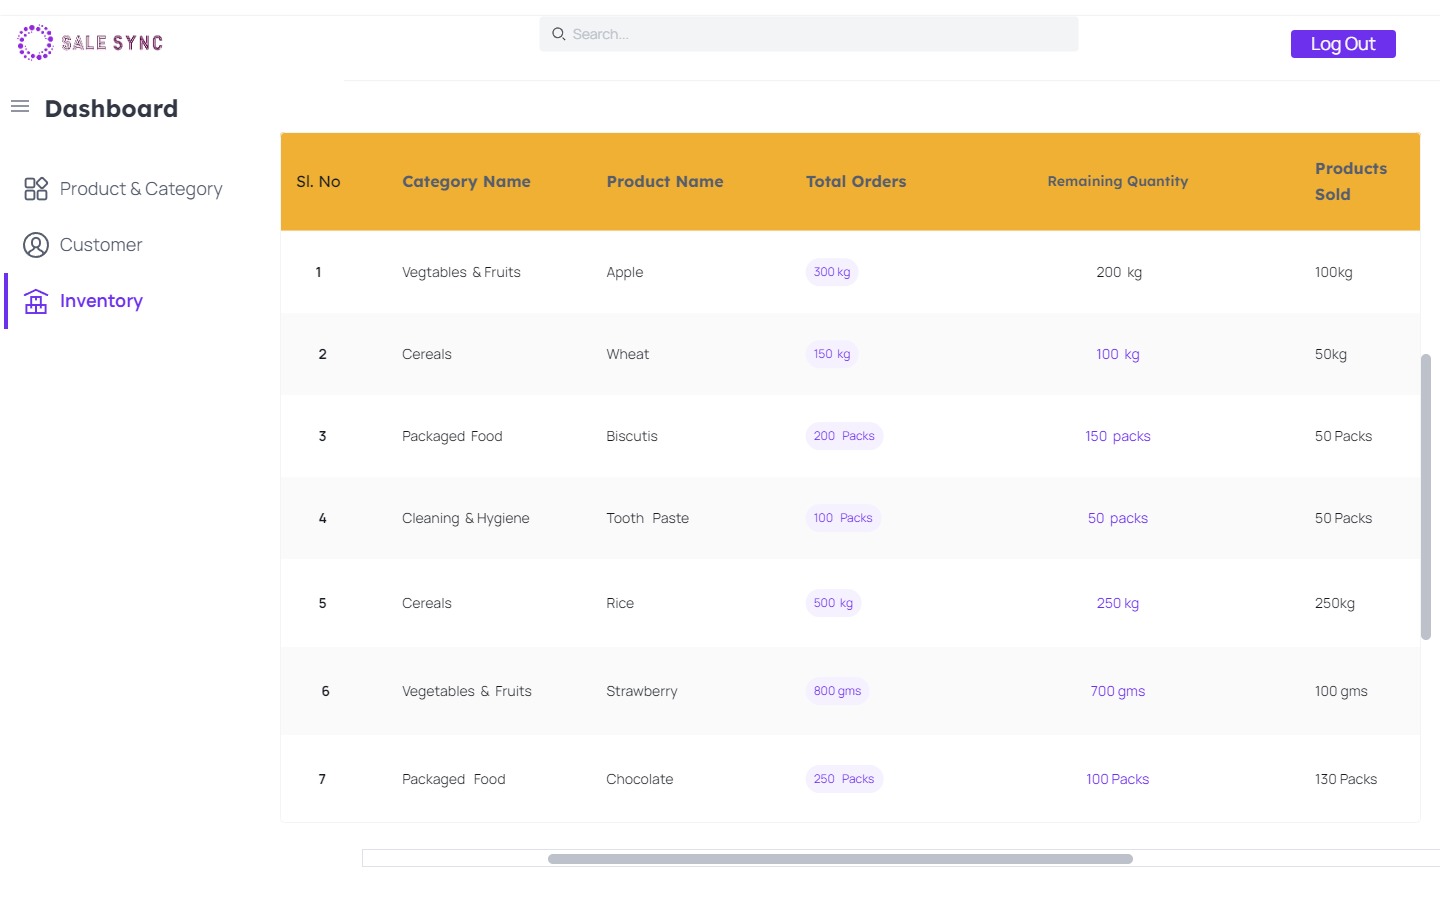 SALE SYNC
Search...
Log Out
Dashboard
Product & Category
Customer
Inventory
Sl. No Category Name Product Name Total Orders Remaining Quantity Products Sold
1 Vegtables & Fruits Apple 300 kg 200 kg 100kg
2 Cereals Wheat 150 kg 100 kg 50kg
3 Packaged Food Biscutis 200 Packs 150 packs 50 Packs
4 Cleaning & Hygiene Tooth Paste 100 Packs 50 packs 50 Packs
5 Cereals Rice 500 kg 250 kg 250kg
6 Vegetables & Fruits Strawberry 800 gms 700 gms 100 gms
7 Packaged Food Chocolate 250 Packs 100 Packs 130 Packs